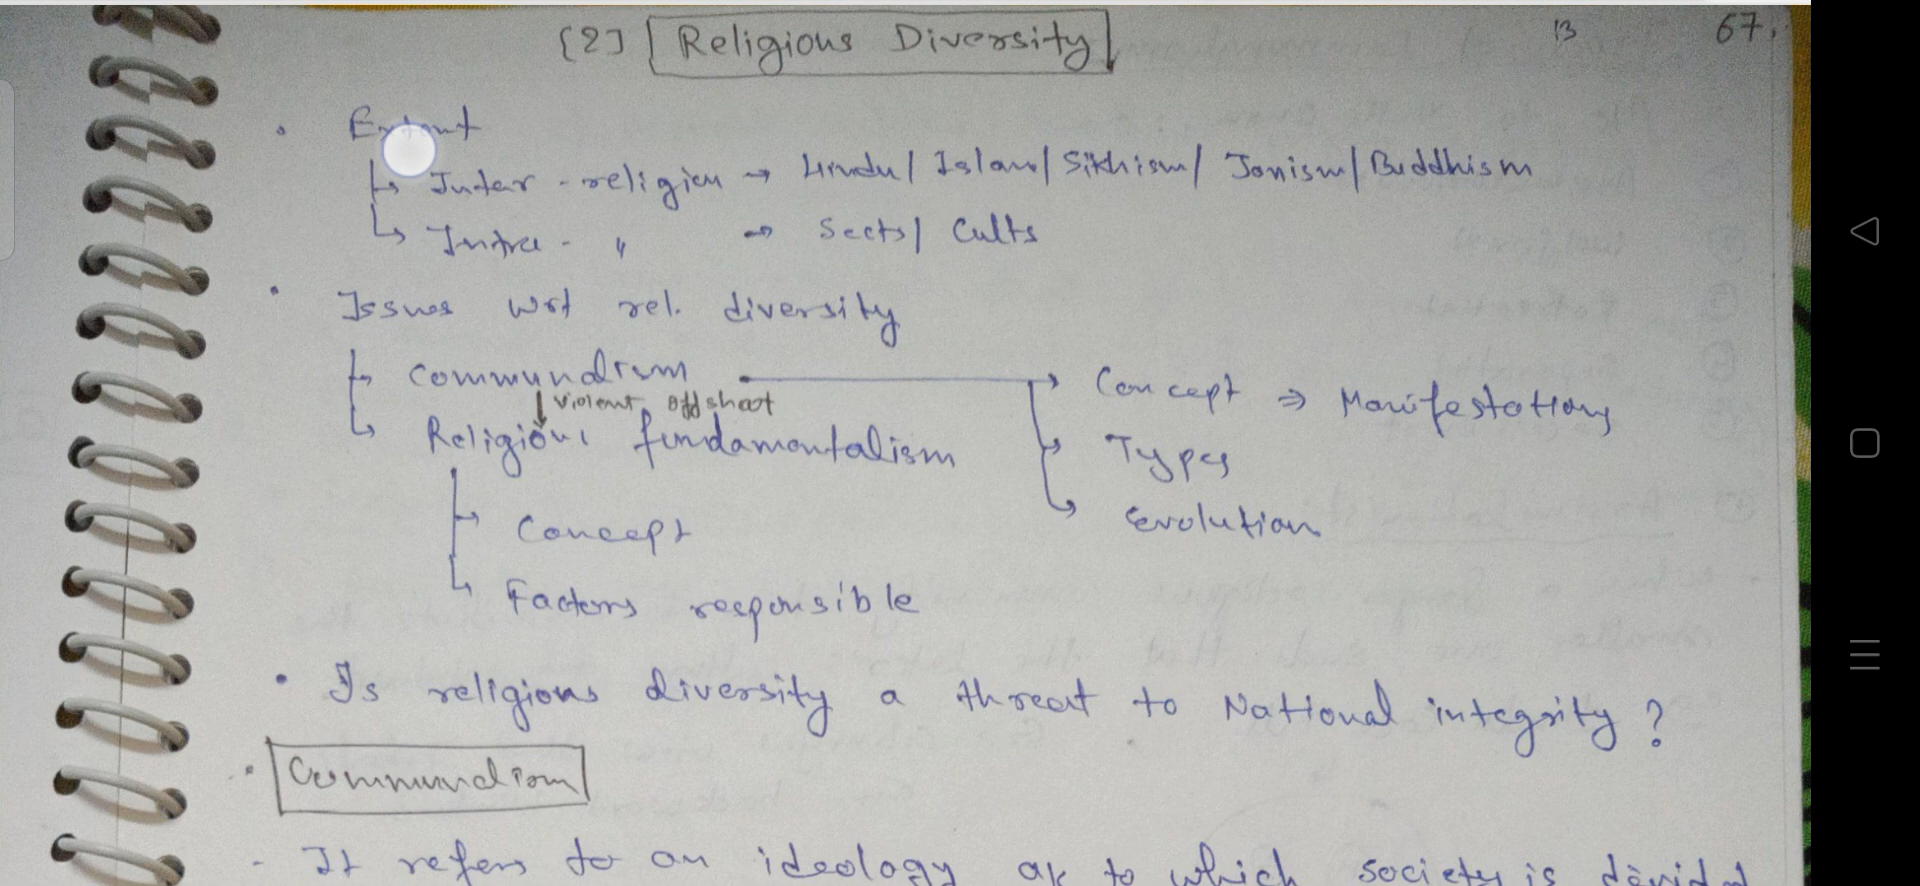 [2] Religious Diversity 13 67.
Extent
Inter-religion → Hindu/ Islam/ Sikhism/ Jainism/ Buddhism
Intra- " → Sects/ Cults
Issues wrt rel. diversity
Communalism → Concept ⇒ Manifestations
↓ violent offshoot
Religious fundamentalism
Types
Concept
Evolution
Factors responsible
Is religious diversity a threat to National integrity?
Communalism
- It refers to an ideology ak to which society is divided